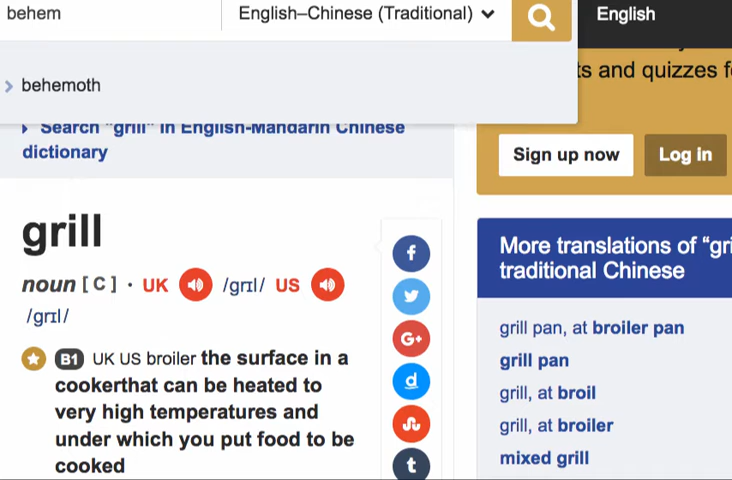 behem
English–Chinese (Traditional)
English
behemoth
ts and quizzes f
Search "grill" in English-Mandarin Chinese
dictionary
Sign up now
Log in
grill
noun [ C ] · UK /grɪl/ US
/grɪl/
B1 UK US broiler the surface in a
cookerthat can be heated to
very high temperatures and
under which you put food to be
cooked
f
G+
d
t
More translations of “gri
traditional Chinese
grill pan, at broiler pan
grill pan
grill, at broil
grill, at broiler
mixed grill